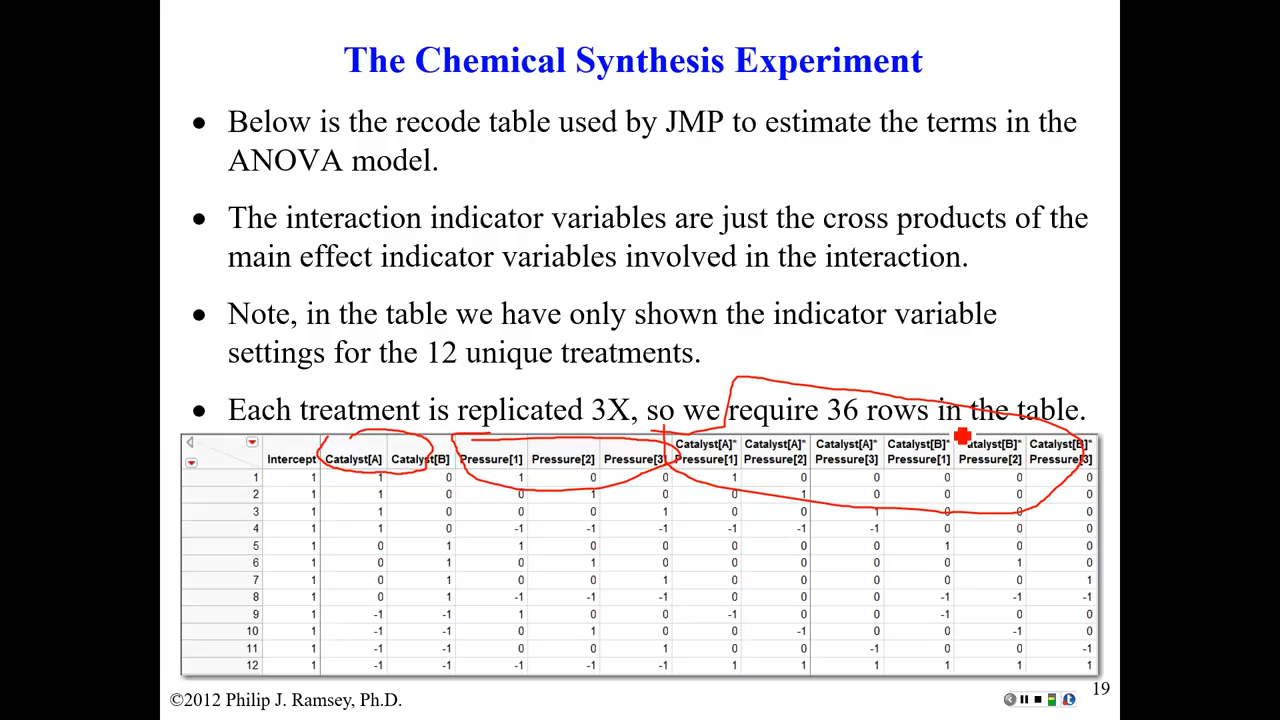 The Chemical Synthesis Experiment
• Below is the recode table used by JMP to estimate the terms in the
ANOVA model.
• The interaction indicator variables are just the cross products of the
main effect indicator variables involved in the interaction.
• Note, in the table we have only shown the indicator variable
settings for the 12 unique treatments.
• Each treatment is replicated 3X, so we require 36 rows in the table.
Catalyst[A]* Catalyst[A]* Catalyst[A]* Catalyst[B]* Catalyst[B]* Catalyst[B]*
Intercept Catalyst[A] Catalyst[B] Pressure[1] Pressure[2] Pressure[3] Pressure[1] Pressure[2] Pressure[3] Pressure[1] Pressure[2] Pressure[3]
1 1 1 0 1 0 0 1 0 0 0 0 0
2 1 1 0 0 1 0 0 1 0 0 0 0
3 1 1 0 0 0 1 0 0 1 0 0 0
4 1 1 0 -1 -1 -1 -1 -1 -1 0 0 0
5 1 0 1 1 0 0 0 0 0 1 0 0
6 1 0 1 0 1 0 0 0 0 0 1 0
7 1 0 1 0 0 1 0 0 0 0 0 1
8 1 0 1 -1 -1 -1 0 0 0 -1 -1 -1
9 1 -1 -1 1 0 0 -1 0 0 -1 0 0
10 1 -1 -1 0 1 0 0 -1 0 0 -1 0
11 1 -1 -1 0 0 1 0 0 -1 0 0 -1
12 1 -1 -1 -1 -1 -1 1 1 1 1 1 1
©2012 Philip J. Ramsey, Ph.D.
19